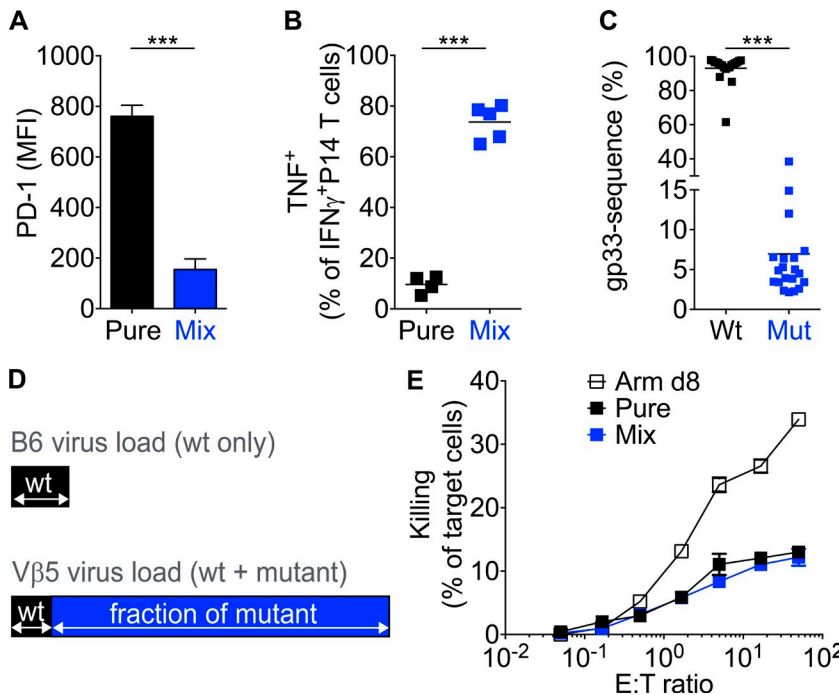 A
***
1000
800
600
400
200
0
PD-1 (MFI)
Pure
Mix
B
***
100
80
60
40
20
0
TNF+
(% of IFNγ+P14 T cells)
Pure
Mix
C
***
100
80
60
40
15
10
5
0
gp33-sequence (%)
Wt
Mut
D
B6 virus load (wt only)
wt
Vβ5 virus load (wt + mutant)
wt
fraction of mutant
E
Arm d8
Pure
Mix
40
30
20
10
0
Killing
(% of target cells)
10-2
10-1
100
101
102
E:T ratio